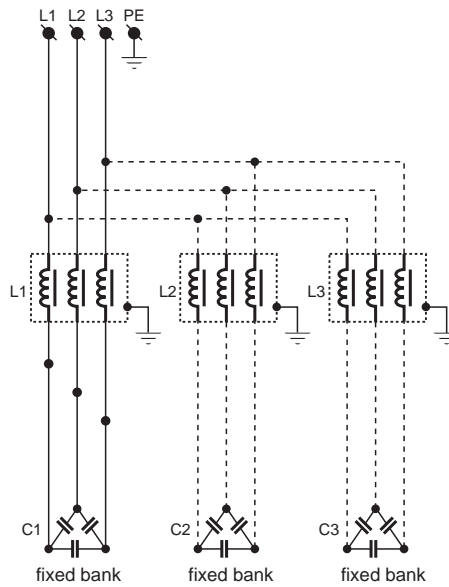 L1 L2 L3 PE
L1 L2 L3
C1 C2 C3
fixed bank fixed bank fixed bank